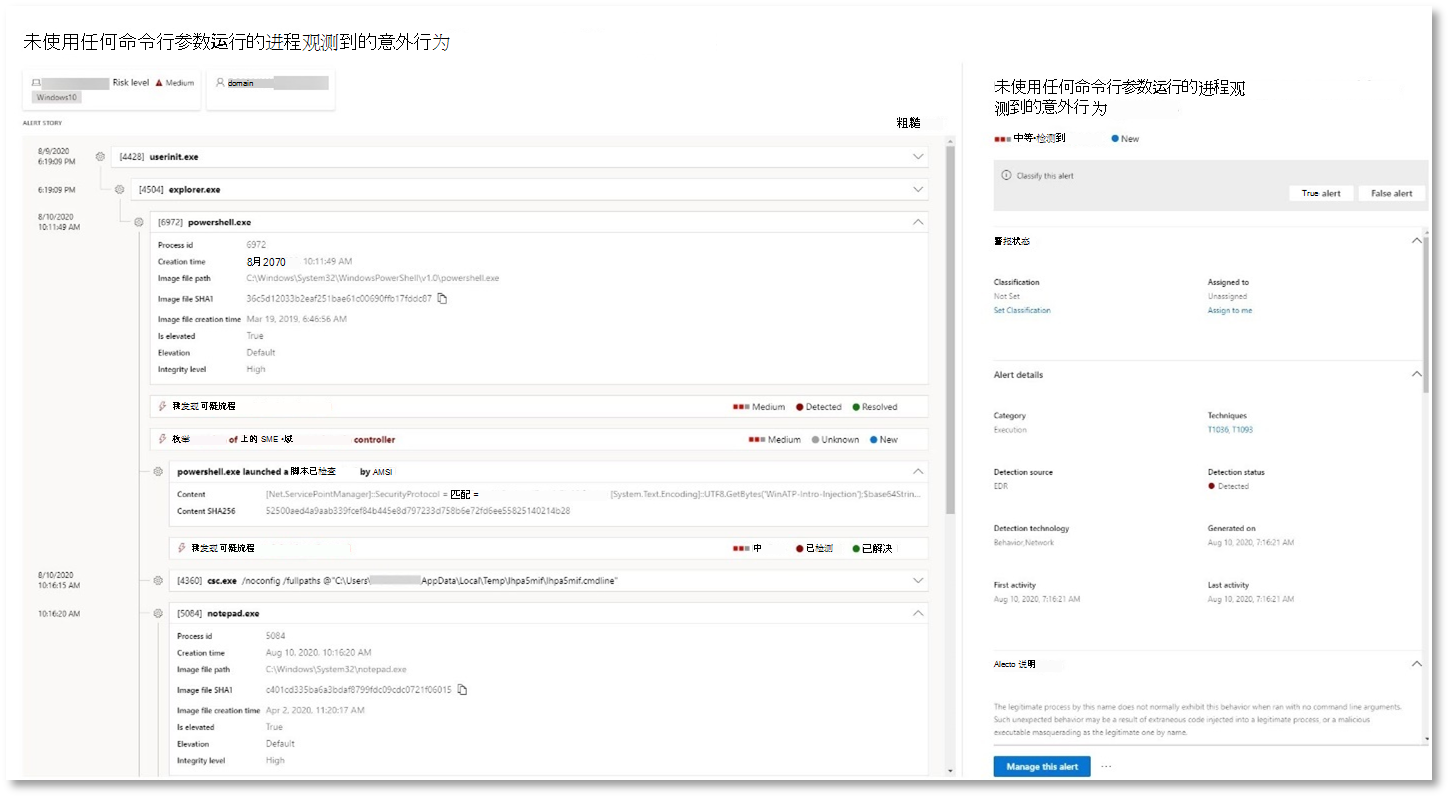 未使用任何命令行参数运行的进程观测到的意外行为
Risk level Medium
domain
Windows10
ALERT STORY
粗糙
8/9/2020
6:19:09 PM
[4428] userinit.exe
6:19:09 PM
[4504] explorer.exe
8/10/2020
10:11:49 AM
[6972] powershell.exe
Process id 6972
Creation time 8月2070 10:11:49 AM
Image file path C:\Windows\System32\WindowsPowerShell\v1.0\powershell.exe
Image file SHA1 36c5d12033b2eaf251bae61c00690ffb17fddc87
Image file creation time Mar 19, 2019, 6:46:56 AM
Is elevated True
Elevation Default
Integrity level High
我发现可疑流程 Medium Detected Resolved
枚举 of 上的 SME 域 controller Medium Unknown New
powershell.exe launched a 脚本已检查 by AMSI
Content [Net.ServicePointManager]::SecurityProtocol = 匹配 = [System.Text.Encoding]::UTF8.GetBytes('WinATP-Intro-Injection');$base64Strin...
Content SHA256 52500aed4a9aab339fcef84b445e8d797233d758b6e72fd6ee55825140214b28
我发现可疑流程 中 已检测 已解决
8/10/2020
10:16:15 AM
[4360] csc.exe /noconfig /fullpaths @"C:\Users\ AppData\Local\Temp\lhpa5mif\lhpa5mif.cmdline"
10:16:20 AM
[5084] notepad.exe
Process id 5084
Creation time Aug 10, 2020, 10:16:20 AM
Image file path C:\Windows\System32\notepad.exe
Image file SHA1 c401cd335ba6a3bdaf8799fdc09cdc0721f06015
Image file creation time Apr 2, 2020, 11:20:17 AM
Is elevated True
Elevation Default
Integrity level High
未使用任何命令行参数运行的进程观
测到的意外行为
中等 检测到 New
Classify this alert
True alert False alert
警报状态
Classification Assigned to
Not Set Unassigned
Set Classification Assign to me
Alert details
Category Techniques
Execution T1036, T1093
Detection source Detection status
EDR Detected
Detection technology Generated on
Behavior,Network Aug 10, 2020, 7:16:21 AM
First activity Last activity
Aug 10, 2020, 7:16:21 AM Aug 10, 2020, 7:16:21 AM
Alecto 说明
The legitimate process by this name does not normally exhibit this behavior when ran with no command line arguments.
Such unexpected behavior may be a result of extraneous code injected into a legitimate process, or a malicious
executable masquerading as the legitimate one by name.
Manage this alert ...